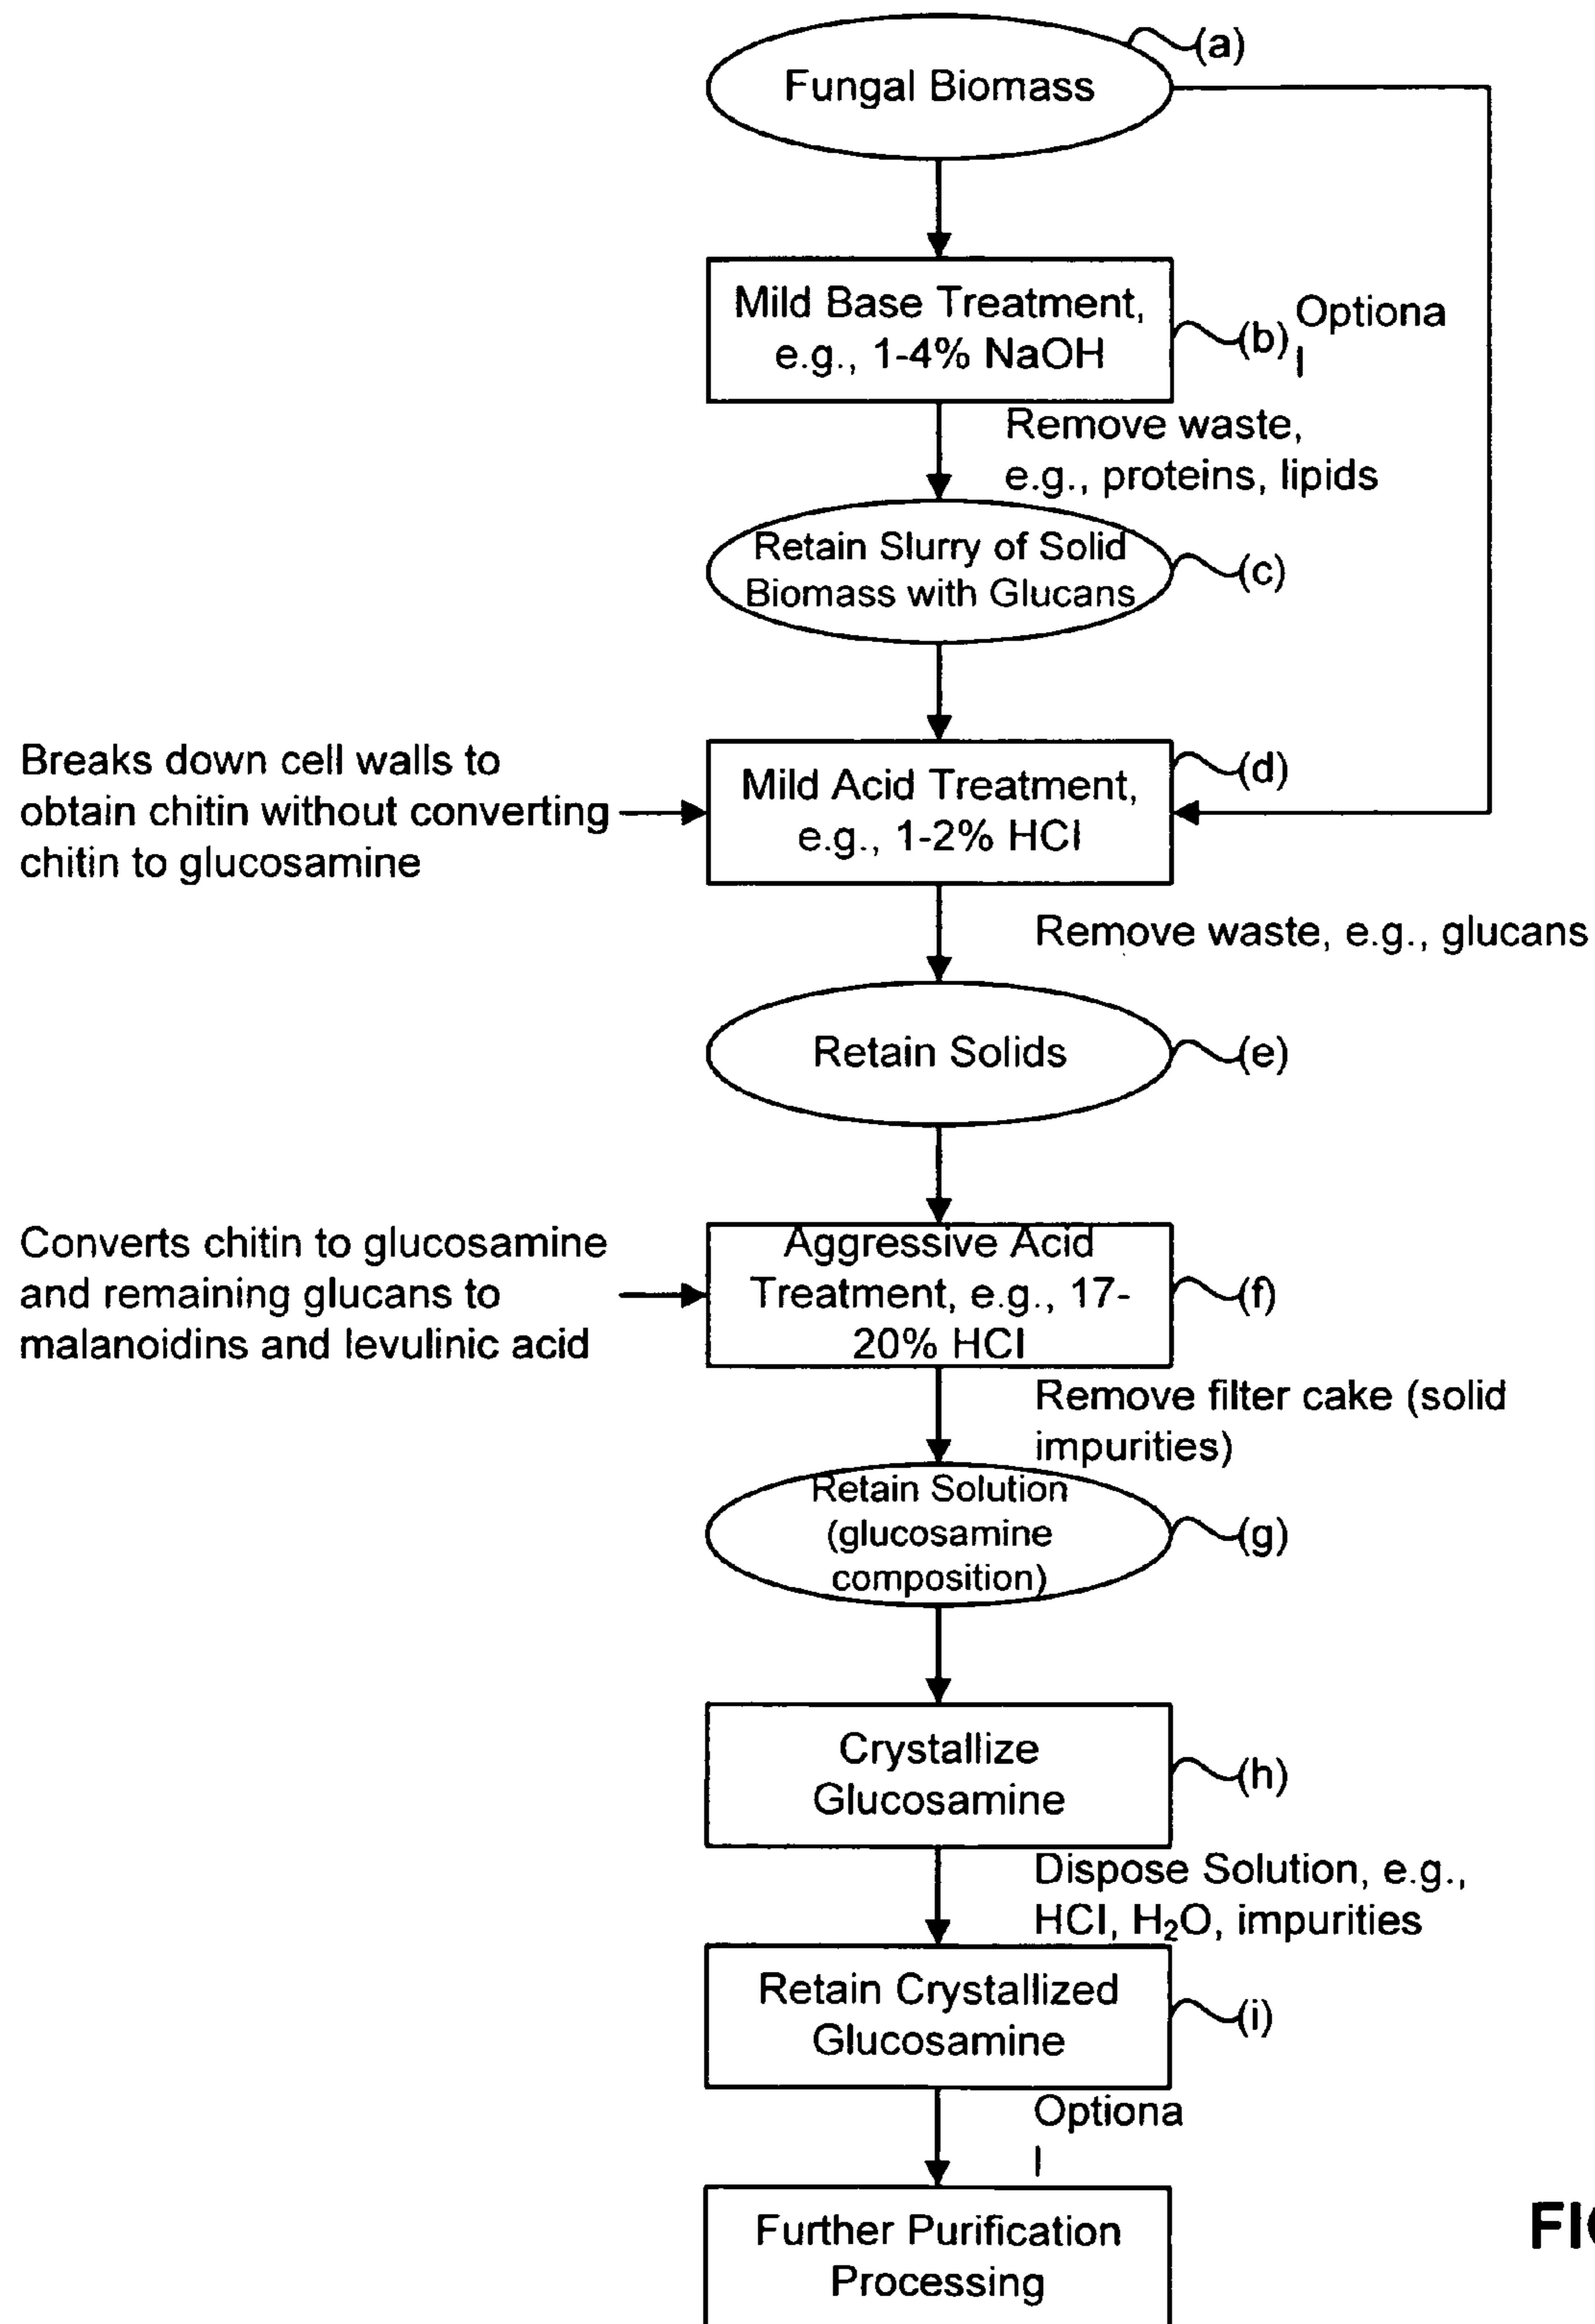 (a)
Fungal Biomass
Mild Base Treatment,
e.g., 1-4% NaOH
(b)
Optiona
l
Remove waste,
e.g., proteins, lipids
Retain Slurry of Solid
Biomass with Glucans
(c)
Breaks down cell walls to
obtain chitin without converting
chitin to glucosamine
Mild Acid Treatment,
e.g., 1-2% HCl
(d)
Remove waste, e.g., glucans
Retain Solids
(e)
Converts chitin to glucosamine
and remaining glucans to
malanoidins and levulinic acid
Aggressive Acid
Treatment, e.g., 17-
20% HCl
(f)
Remove filter cake (solid
impurities)
Retain Solution
(glucosamine
composition)
(g)
Crystallize
Glucosamine
(h)
Dispose Solution, e.g.,
HCl, H₂O, impurities
Retain Crystallized
Glucosamine
(i)
Optiona
l
Further Purification
Processing